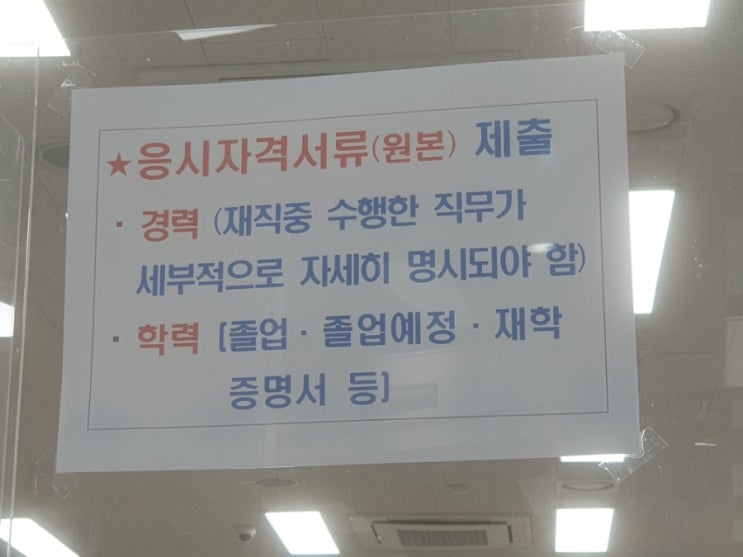 ★응시자격서류(원본) 제출
· 경력 (재직중 수행한 직무가
세부적으로 자세히 명시되야 함)
· 학력 [졸업 · 졸업예정 · 재학
증명서 등]